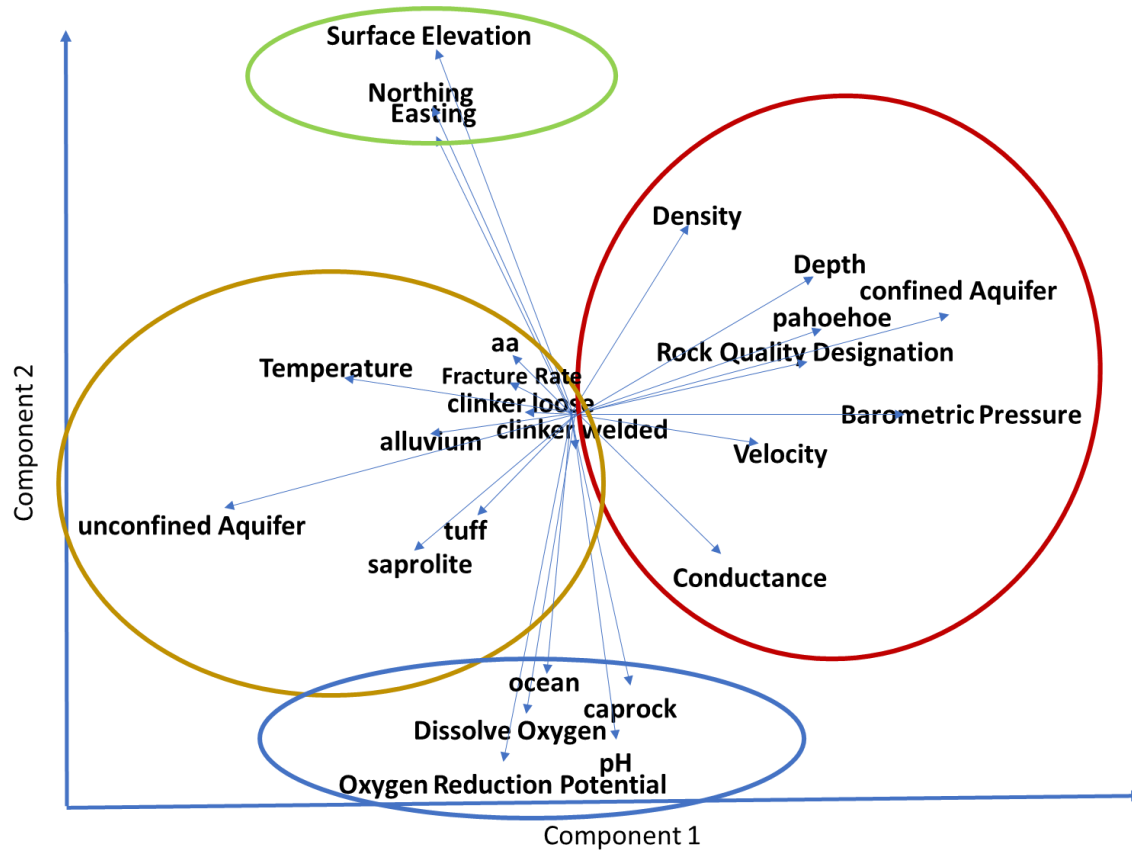 Surface Elevation
Northing
Easting
Density
Depth
confined Aquifer
pahoehoe
aa
Rock Quality Designation
Temperature
Fracture Rate
clinker loose
Barometric Pressure
clinker welded
alluvium
Velocity
unconfined Aquifer
tuff
saprolite
Conductance
ocean
caprock
Dissolve Oxygen
pH
Oxygen Reduction Potential
Component 2
Component 1